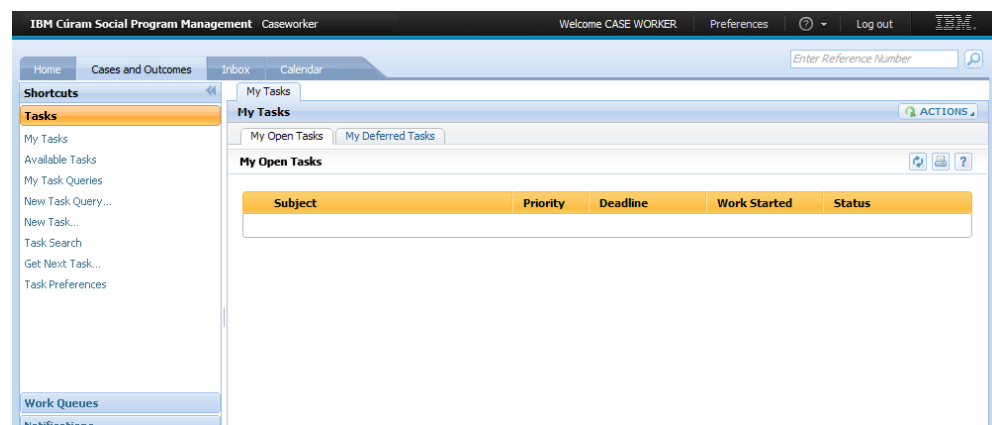 IBM Cúram Social Program Management Caseworker Welcome CASE WORKER Preferences ? Log out IBM.
Enter Reference Number
Home Cases and Outcomes Inbox Calendar
Shortcuts
My Tasks
Tasks
My Tasks
ACTIONS
My Tasks
Available Tasks
My Task Queries
New Task Query...
New Task...
Task Search
Get Next Task...
Task Preferences
My Open Tasks My Deferred Tasks
My Open Tasks ?
Subject Priority Deadline Work Started Status
Work Queues
Notifications